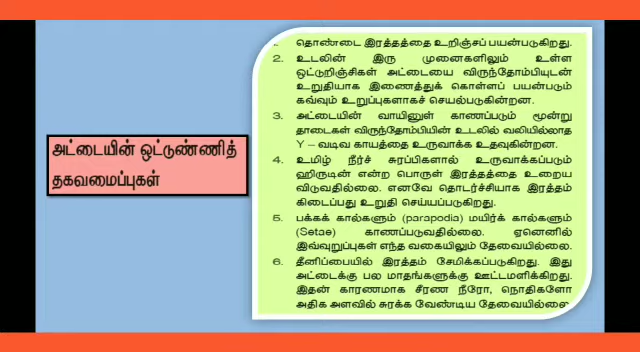 அட்டையின் ஒட்டுண்ணித்
தகவமைப்புகள்
தொண்டை இரத்தத்தை உறிஞ்சப் பயன்படுகிறது.
2. உடலின் இரு முனைகளிலும் உள்ள
ஒட்டுறிஞ்சிகள் அட்டையை விருந்தோம்பியுடன்
உறுதியாக இணைத்துக் கொள்ளப் பயன்படும்
கவ்வும் உறுப்புகளாகச் செயல்படுகின்றன.
3. அட்டையின் வாயினுள் காணப்படும் மூன்று
தாடைகள் விருந்தோம்பியின் உடலில் வலியில்லாத
Y – வடிவ காயத்தை உருவாக்க உதவுகின்றன.
4. உமிழ் நீர்ச் சுரப்பிகளால் உருவாக்கப்படும்
ஹிருடின் என்ற பொருள் இரத்தத்தை உறைய
விடுவதில்லை. எனவே தொடர்ச்சியாக இரத்தம்
கிடைப்பது உறுதி செய்யப்படுகிறது.
5. பக்கக் கால்களும் (parapodia) மயிர்க் கால்களும்
(Setae) காணப்படுவதில்லை. ஏனெனில்
இவ்வுறுப்புகள் எந்த வகையிலும் தேவையில்லை.
6. தீனிப்பையில் இரத்தம் சேமிக்கப்படுகிறது. இது
அட்டைக்கு பல மாதங்களுக்கு ஊட்டமளிக்கிறது.
இதன் காரணமாக சீரண நீரோ, நொதிகளோ
அதிக அளவில் சுரக்க வேண்டிய தேவையில்லை